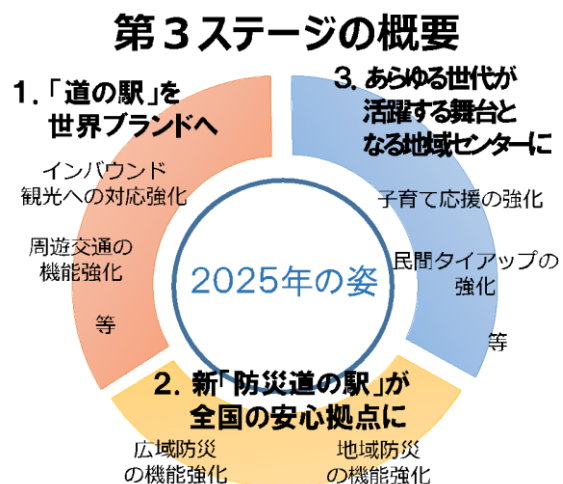 第3ステージの概要
1.「道の駅」を
世界ブランドへ
インバウンド
観光への対応強化
周遊交通の
機能強化
等
2025年の姿
2. 新「防災道の駅」が
全国の安心拠点に
広域防災
の機能強化
地域防災
の機能強化
3. あらゆる世代が
活躍する舞台と
なる地域センターに
子育て応援の強化
民間タイアップの
強化
等